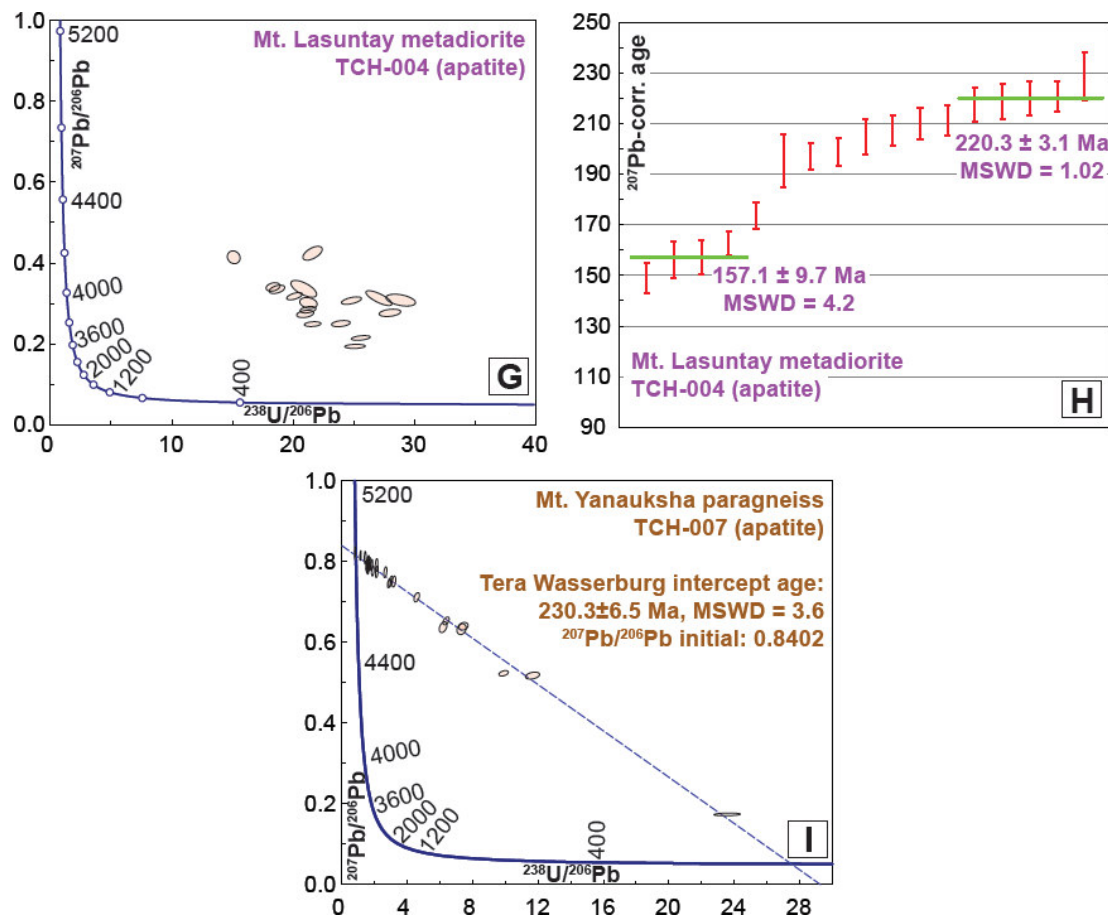 1.0
0.8
0.6
0.4
0.2
0.0
0
10
20
30
40
5200
4400
4000
3600
2000
1200
400
²⁰⁷Pb/²⁰⁶Pb
²³⁸U/²⁰⁶Pb
Mt. Lasuntay metadiorite
TCH-004 (apatite)
G
250
230
210
190
170
150
130
110
90
²⁰⁷Pb-corr. age
220.3 ± 3.1 Ma
MSWD = 1.02
157.1 ± 9.7 Ma
MSWD = 4.2
Mt. Lasuntay metadiorite
TCH-004 (apatite)
H
1.0
0.8
0.6
0.4
0.2
0.0
0
4
8
12
16
20
24
28
5200
4400
4000
3600
2000
1200
400
²⁰⁷Pb/²⁰⁶Pb
²³⁸U/²⁰⁶Pb
Mt. Yanauksha paragneiss
TCH-007 (apatite)
Tera Wasserburg intercept age:
230.3±6.5 Ma, MSWD = 3.6
²⁰⁷Pb/²⁰⁶Pb initial: 0.8402
I